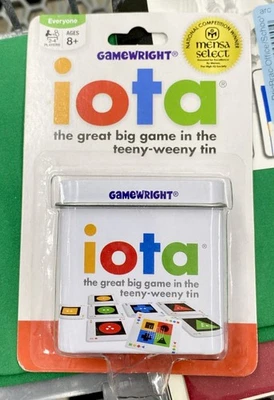 Everyone
AGES
8+
GAMEWRIGHT®
NATIONAL COMPETITION WINNER
mensa
select
iota®
the great big game in the
teeny-weeny tin
GAMEWRIGHT®
iota®
the great big game in the
teeny-weeny tin